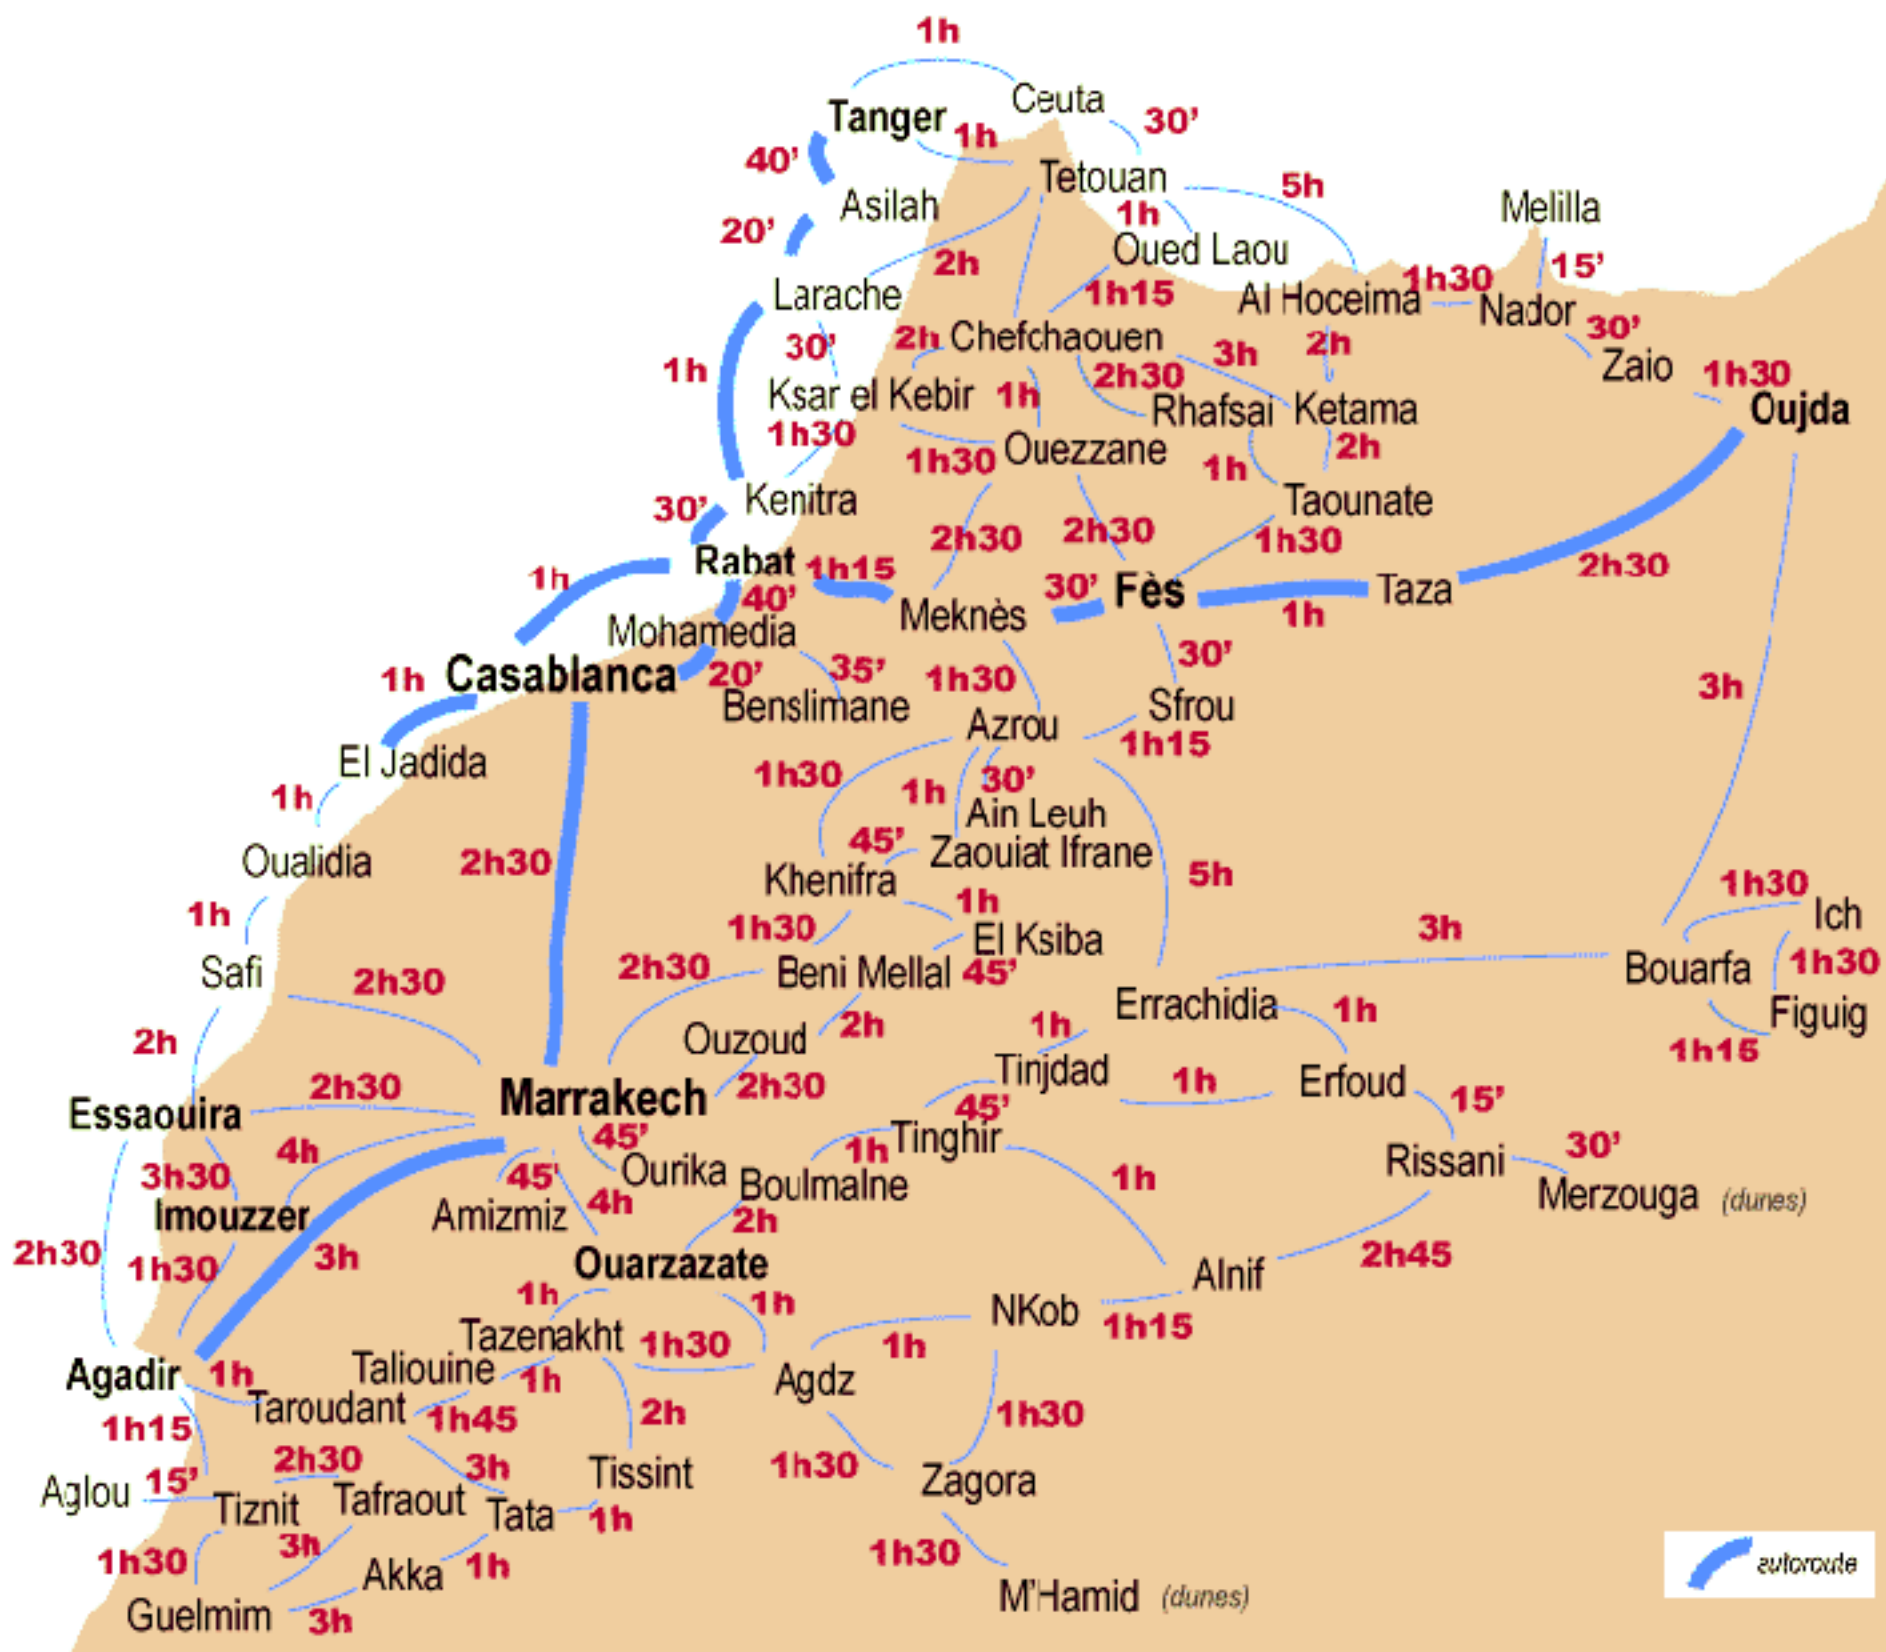 1h
Ceuta
Tanger
1h
30'
40'
Tetouan
5h
Asilah
1h
Melilla
20'
Oued Laou
2h
15'
Larache
1h15
Al Hoceima
1h30
Nador
30'
2h
Chefchaouen
3h
2h
30'
Zaio
1h
2h30
1h30
Ksar el Kebir
1h
Rhafsai
Ketama
Oujda
1h30
1h30
Ouezzane
1h
2h
30'
Kenitra
Taounate
2h30
2h30
1h30
1h
Rabat
1h15
30'
Fès
Taza
2h30
40'
Meknès
1h
Mohamedia
Casablanca
20'
35'
1h30
30'
3h
1h
Benslimane
Azrou
Sfrou
1h15
El Jadida
1h30
1h
30'
1h
Ain Leuh
45'
Zaouiat Ifrane
Oualidia
2h30
Khenifra
5h
1h30
Ich
1h
1h
1h30
El Ksiba
3h
Safi
2h30
2h30
Beni Mellal
45'
Bouarfa
1h30
Errachidia
1h
Figuig
2h
Ouzoud
2h
1h
1h15
2h30
Marrakech
2h30
Tinjdad
1h
Erfoud
15'
Essaouira
45'
45'
Tinghir
4h
1h
30'
3h30
45'
Ourika
Boulmalne
1h
Rissani
Merzouga (dunes)
Imouzzer
Amizmiz
4h
2h
2h30
1h30
3h
Ouarzazate
2h45
Alnif
1h
1h
NKob
1h15
Tazenakht
1h30
1h
Agadir
1h
Taliouine
1h
Agdz
Taroudant
1h45
2h
1h30
1h15
2h30
3h
Tissint
1h30
Zagora
Aglou
15'
Tiznit
Tafraout
Tata
1h
1h30
3h
1h
1h30
Akka
M'Hamid (dunes)
Guelmim
3h
autoroute